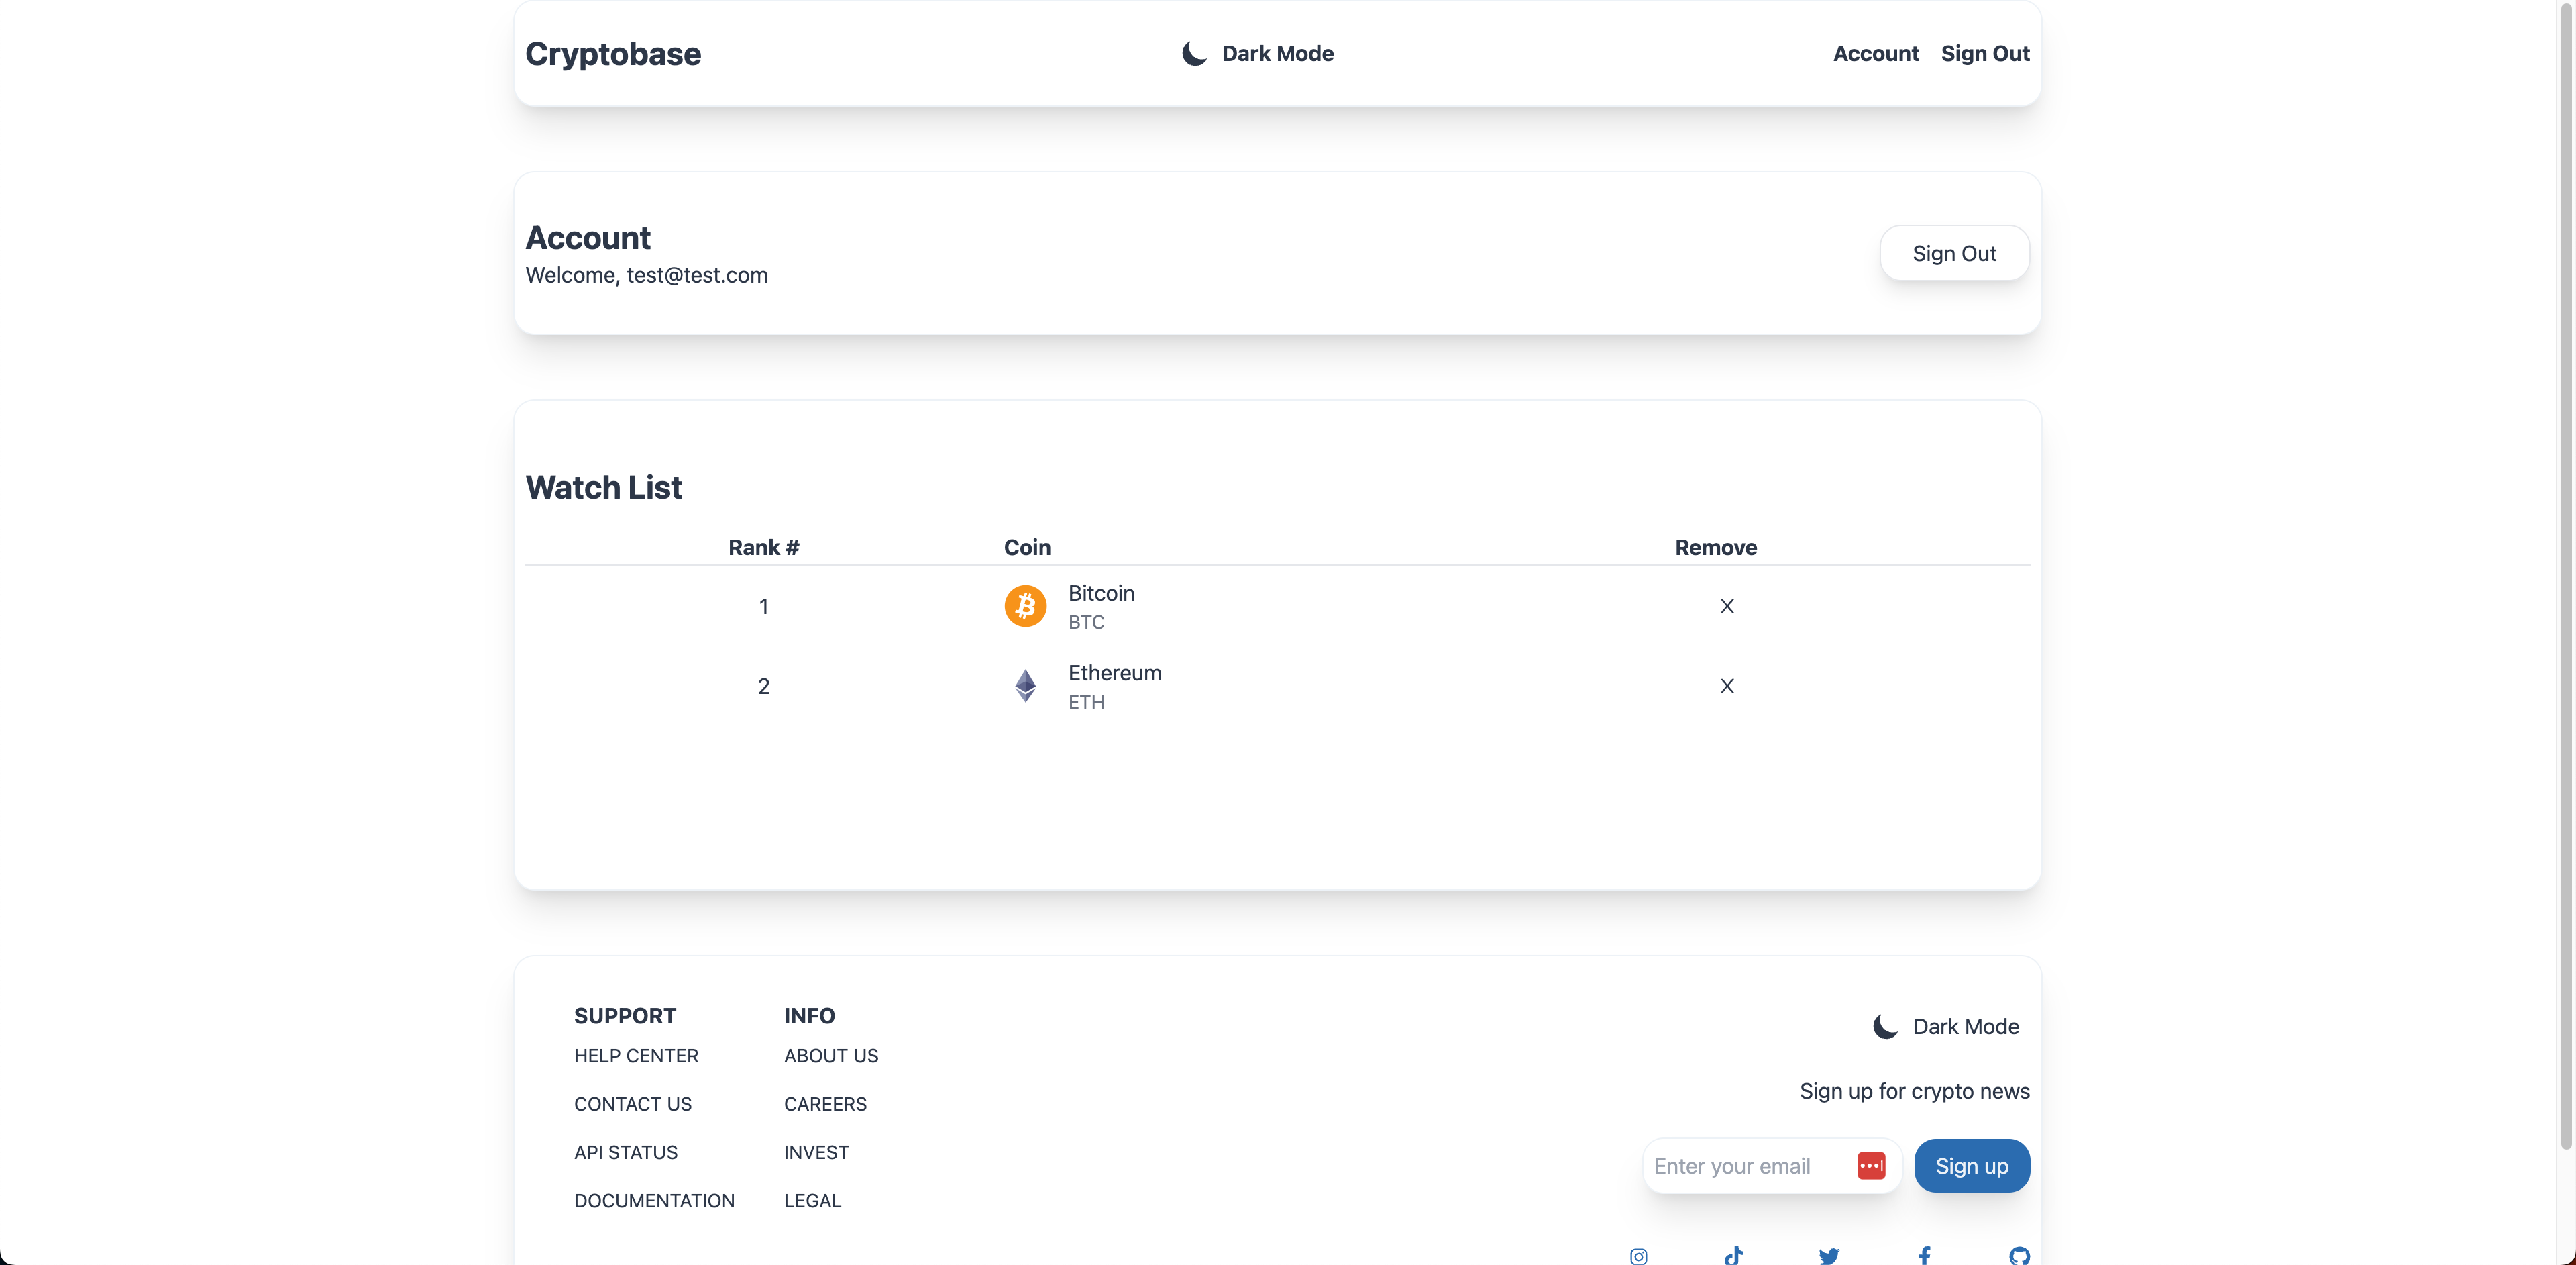 Cryptobase
Dark Mode
Account Sign Out
Account
Welcome, test@test.com
Sign Out
Watch List
Rank # Coin Remove
1 Bitcoin
BTC
X
2 Ethereum
ETH
X
SUPPORT
HELP CENTER
CONTACT US
API STATUS
DOCUMENTATION
INFO
ABOUT US
CAREERS
INVEST
LEGAL
Dark Mode
Sign up for crypto news
Enter your email
Sign up